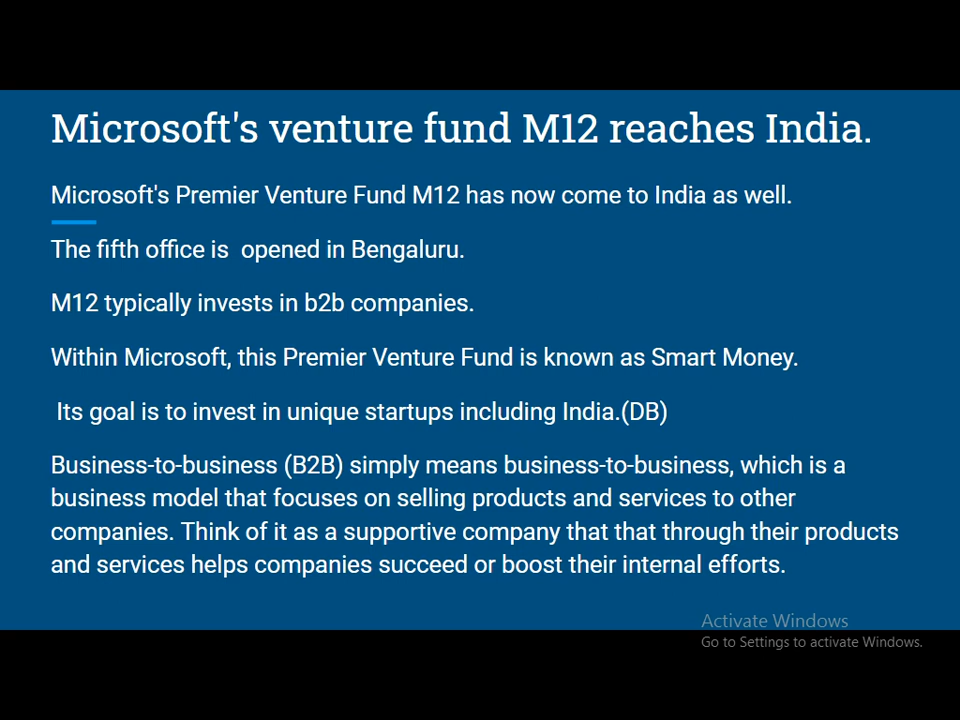 Microsoft's venture fund M12 reaches India.
Microsoft's Premier Venture Fund M12 has now come to India as well.
The fifth office is  opened in Bengaluru.
M12 typically invests in b2b companies.
Within Microsoft, this Premier Venture Fund is known as Smart Money.
Its goal is to invest in unique startups including India.(DB)
Business-to-business (B2B) simply means business-to-business, which is a
business model that focuses on selling products and services to other
companies. Think of it as a supportive company that that through their products
and services helps companies succeed or boost their internal efforts.
Activate Windows
Go to Settings to activate Windows.